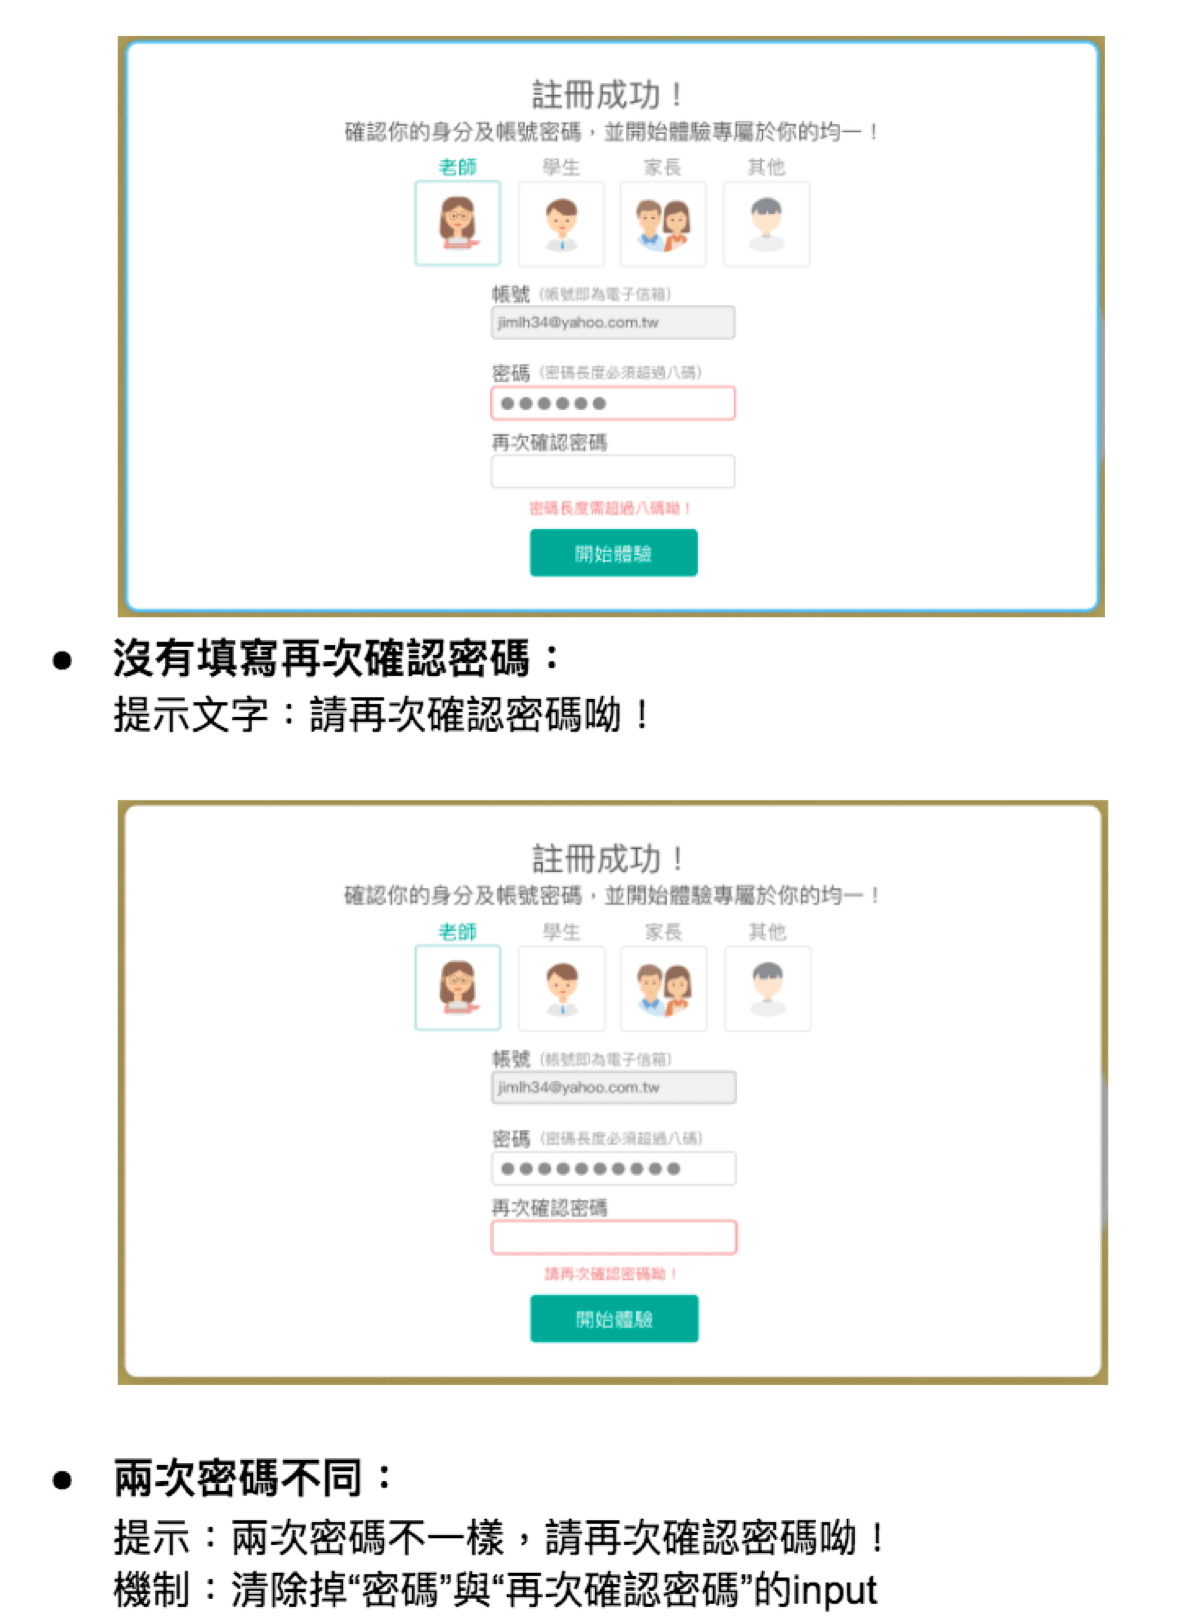 註冊成功！
確認你的身分及帳號密碼，並開始體驗專屬於你的均一！
老師 學生 家長 其他
帳號（帳號即為電子信箱）
jimlh34@yahoo.com.tw
密碼（密碼長度必須超過八碼）
●●●●●●
再次確認密碼
密碼長度需超過八碼呦！
開始體驗
● 沒有填寫再次確認密碼：
提示文字：請再次確認密碼呦！
註冊成功！
確認你的身分及帳號密碼，並開始體驗專屬於你的均一！
老師 學生 家長 其他
帳號（帳號即為電子信箱）
jimlh34@yahoo.com.tw
密碼（密碼長度必須超過八碼）
●●●●●●●●●●
再次確認密碼
請再次確認密碼呦！
開始體驗
● 兩次密碼不同：
提示：兩次密碼不一樣，請再次確認密碼呦！
機制：清除掉“密碼”與“再次確認密碼”的input